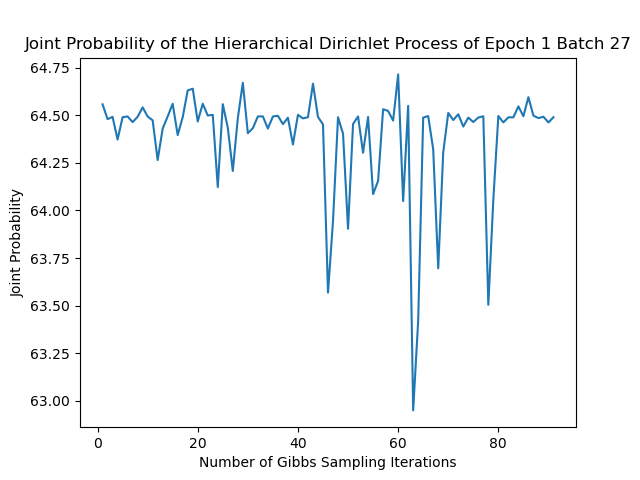 Joint Probability of the Hierarchical Dirichlet Process of Epoch 1 Batch 27
64.75
64.50
64.25
64.00
63.75
63.50
63.25
63.00
Joint Probability
0 20 40 60 80
Number of Gibbs Sampling Iterations